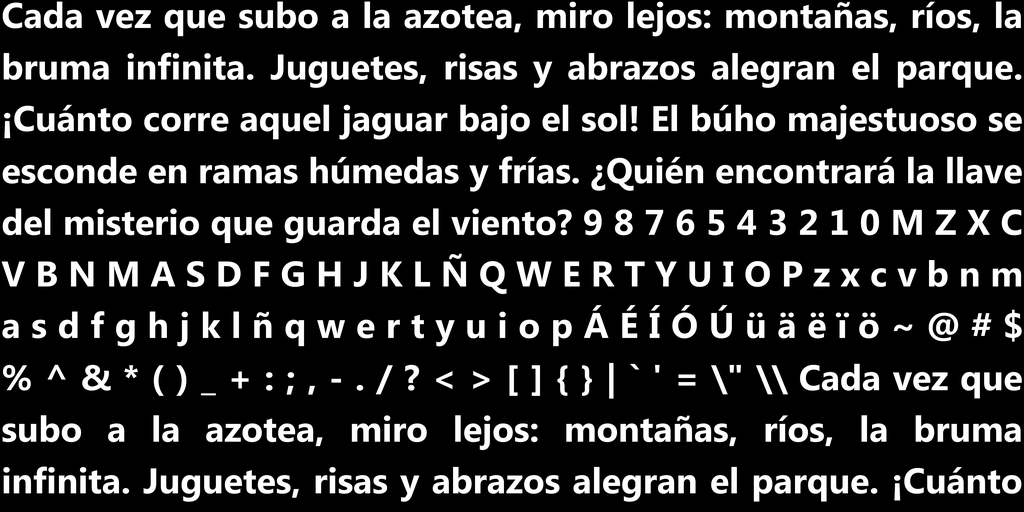 Cada vez que subo a la azotea, miro lejos: montañas, ríos, la
bruma infinita. Juguetes, risas y abrazos alegran el parque.
¡Cuánto corre aquel jaguar bajo el sol! El búho majestuoso se
esconde en ramas húmedas y frías. ¿Quién encontrará la llave
del misterio que guarda el viento? 9 8 7 6 5 4 3 2 1 0 M Z X C
V B N M A S D F G H J K L Ñ Q W E R T Y U I O P z x c v b n m
a s d f g h j k l ñ q w e r t y u i o p Á É Í Ó Ú ü ä ë ï ö ~ @ # $
% ^ & * ( ) _ + : ; , - . / ? < > [ ] { } | ` ' = \" \\ Cada vez que
subo a la azotea, miro lejos: montañas, ríos, la bruma
infinita. Juguetes, risas y abrazos alegran el parque. ¡Cuánto